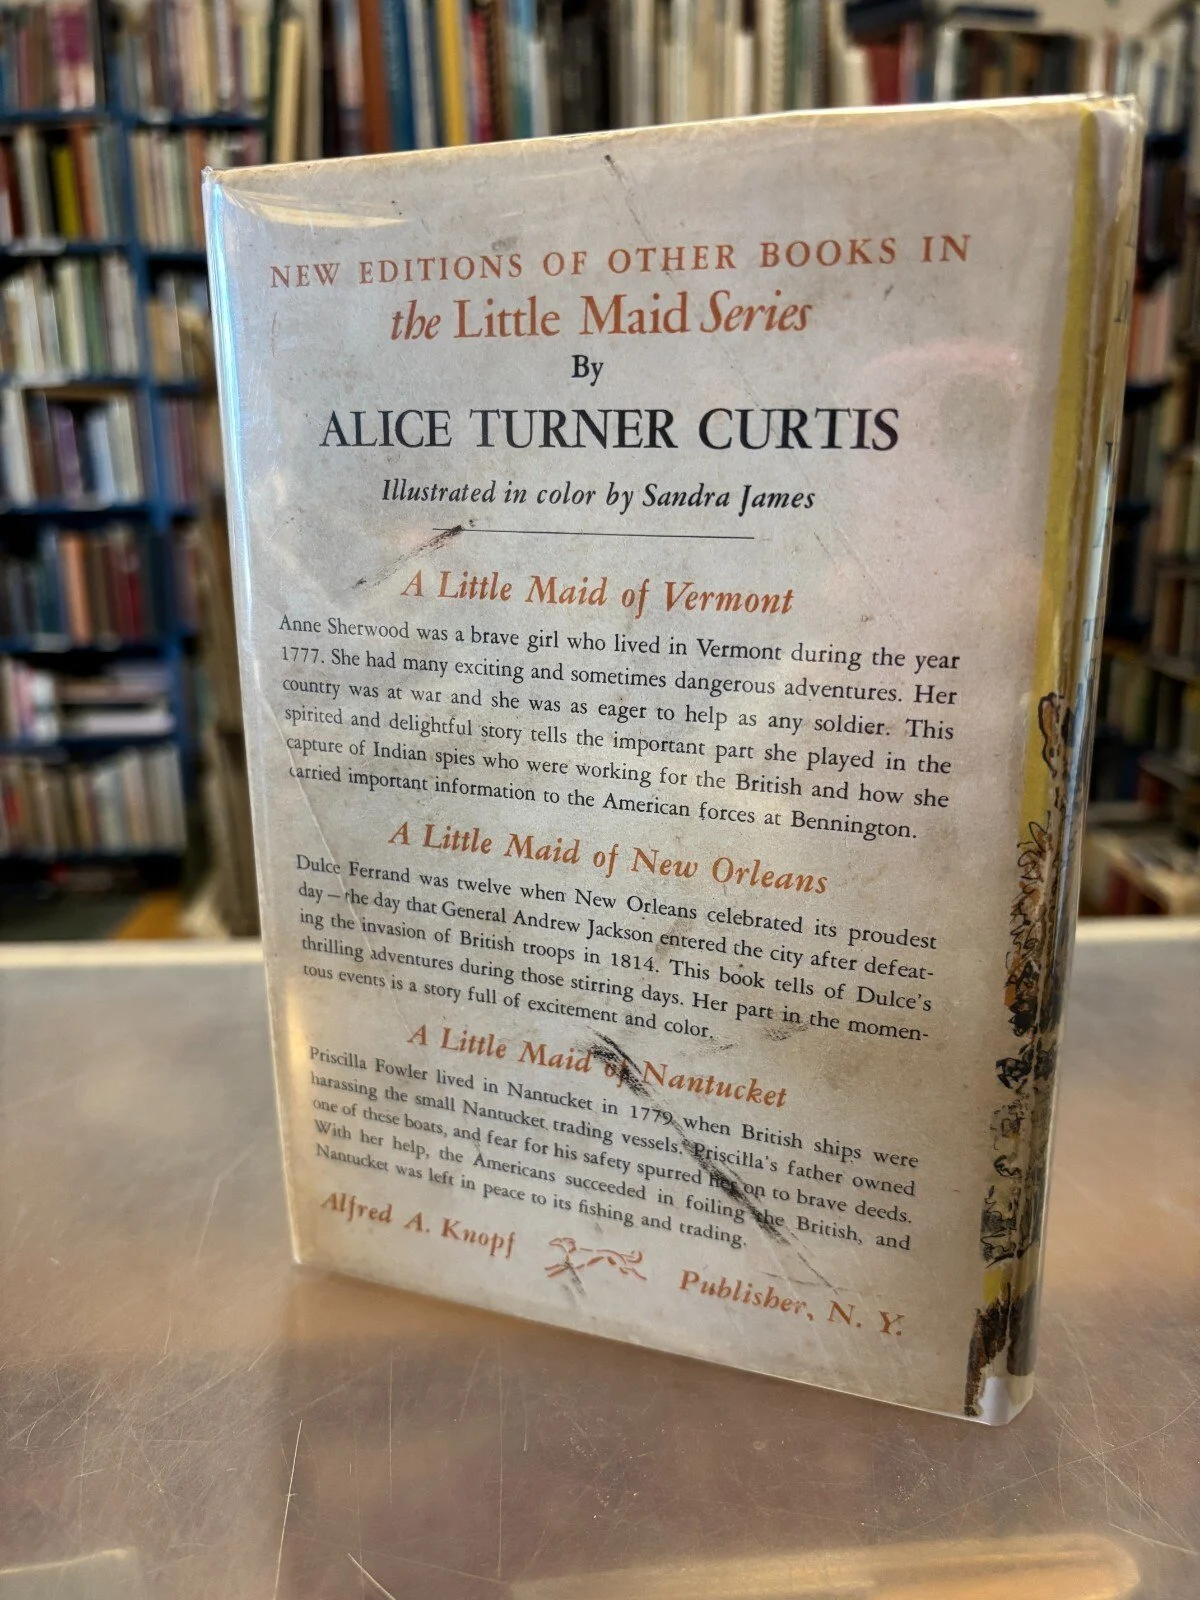 NEW EDITIONS OF OTHER BOOKS IN
the Little Maid Series
By
ALICE TURNER CURTIS
Illustrated in color by Sandra James
A Little Maid of Vermont
Anne Sherwood was a brave girl who lived in Vermont during the year
1777. She had many exciting and sometimes dangerous adventures. Her
country was at war and she was as eager to help as any soldier. This
spirited and delightful story tells the important part she played in the
capture of Indian spies who were working for the British and how she
carried important information to the American forces at Bennington.
A Little Maid of New Orleans
Dulce Ferrand was twelve when New Orleans celebrated its proudest
day – the day that General Andrew Jackson entered the city after defeat-
ing the invasion of British troops in 1814. This book tells of Dulce's
thrilling adventures during those stirring days. Her part in the momen-
tous events is a story full of excitement and color.
A Little Maid of Nantucket
Priscilla Fowler lived in Nantucket in 1779 when British ships were
harassing the small Nantucket trading vessels. Priscilla's father owned
one of these boats, and fear for his safety spurred her on to brave deeds.
With her help, the Americans succeeded in foiling the British, and
Nantucket was left in peace to its fishing and trading.
Alfred A. Knopf Publisher, N. Y.